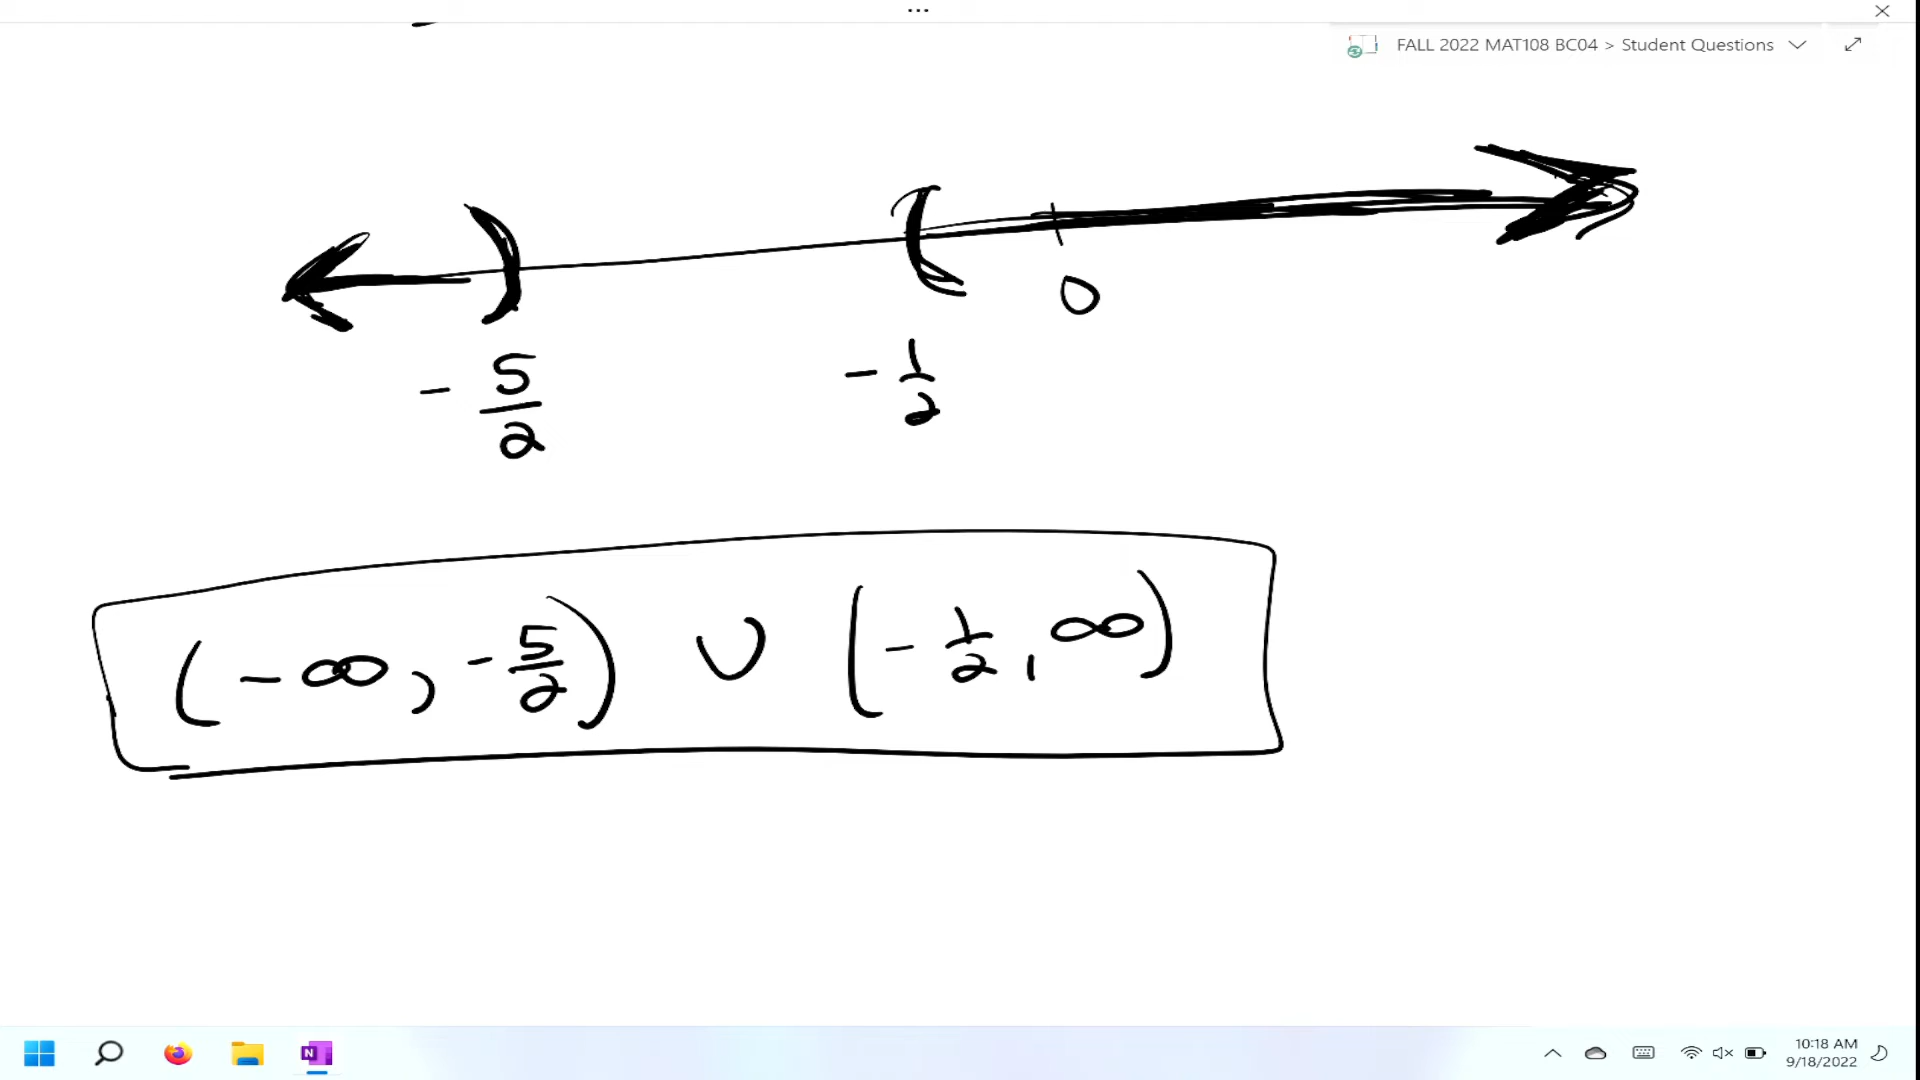 FALL 2022 MAT108 BC04 > Student Questions
0
- 5/2 - 1/2
(-∞, - 5/2) ∪ (- 1/2, ∞)
10:18 AM
9/18/2022